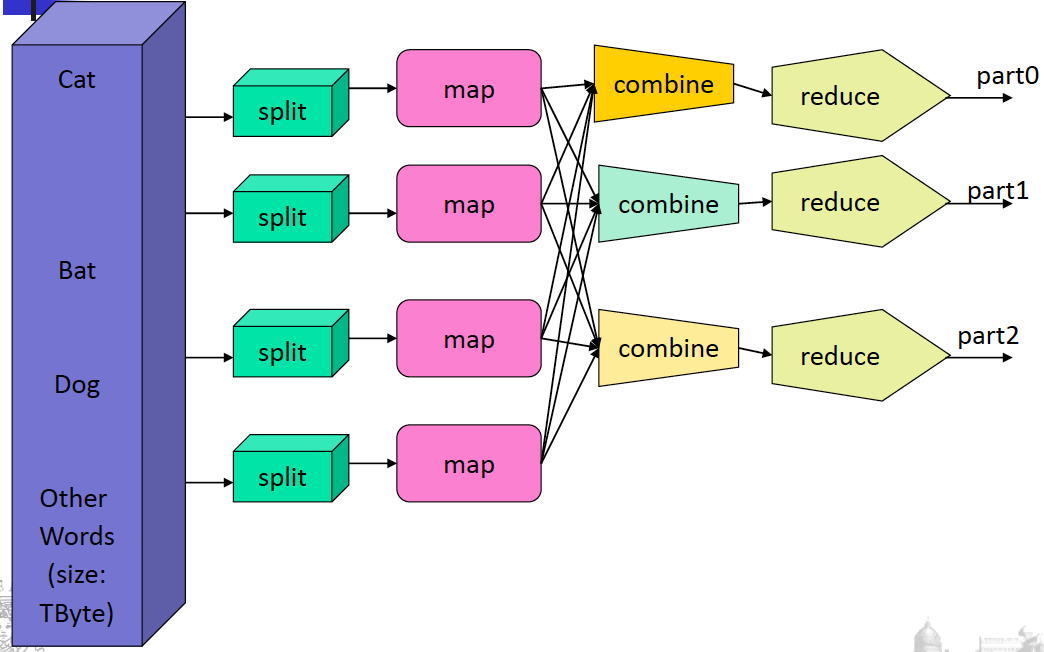 Cat
Bat
Dog
Other
Words
(size:
TByte)
split
split
split
split
map
map
map
map
combine
combine
combine
reduce
reduce
reduce
part0
part1
part2